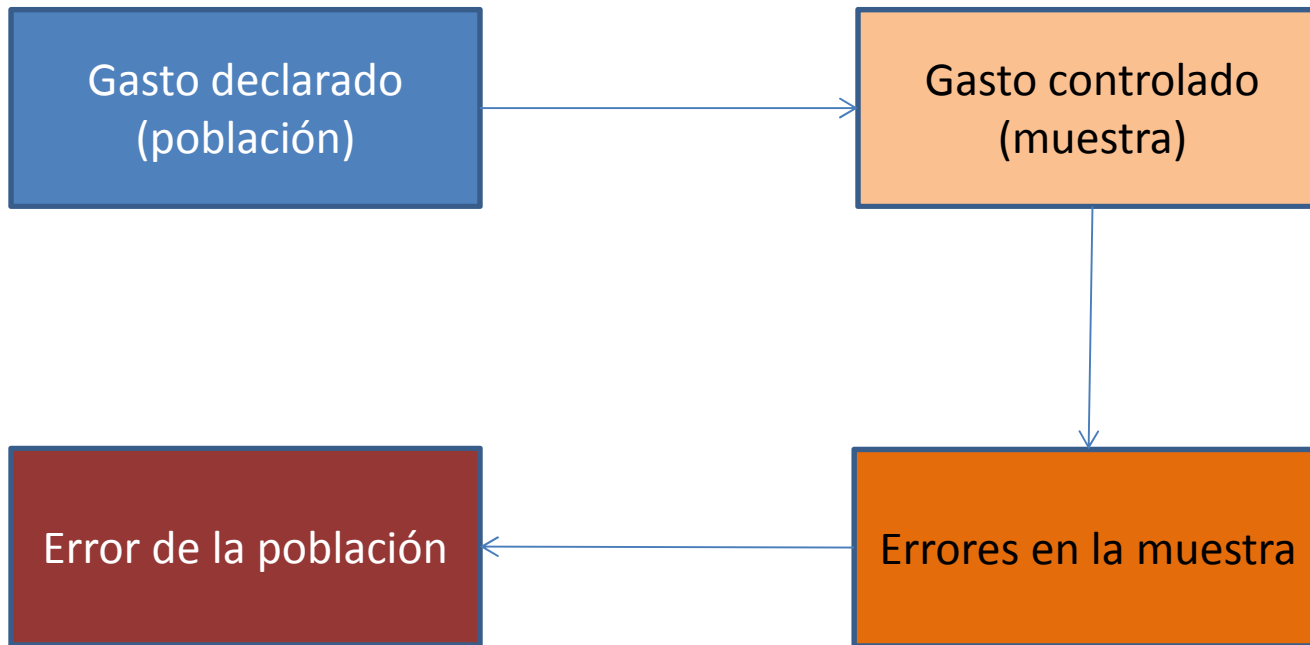 Gasto declarado
(población)
Gasto controlado
(muestra)
Error de la población
Errores en la muestra